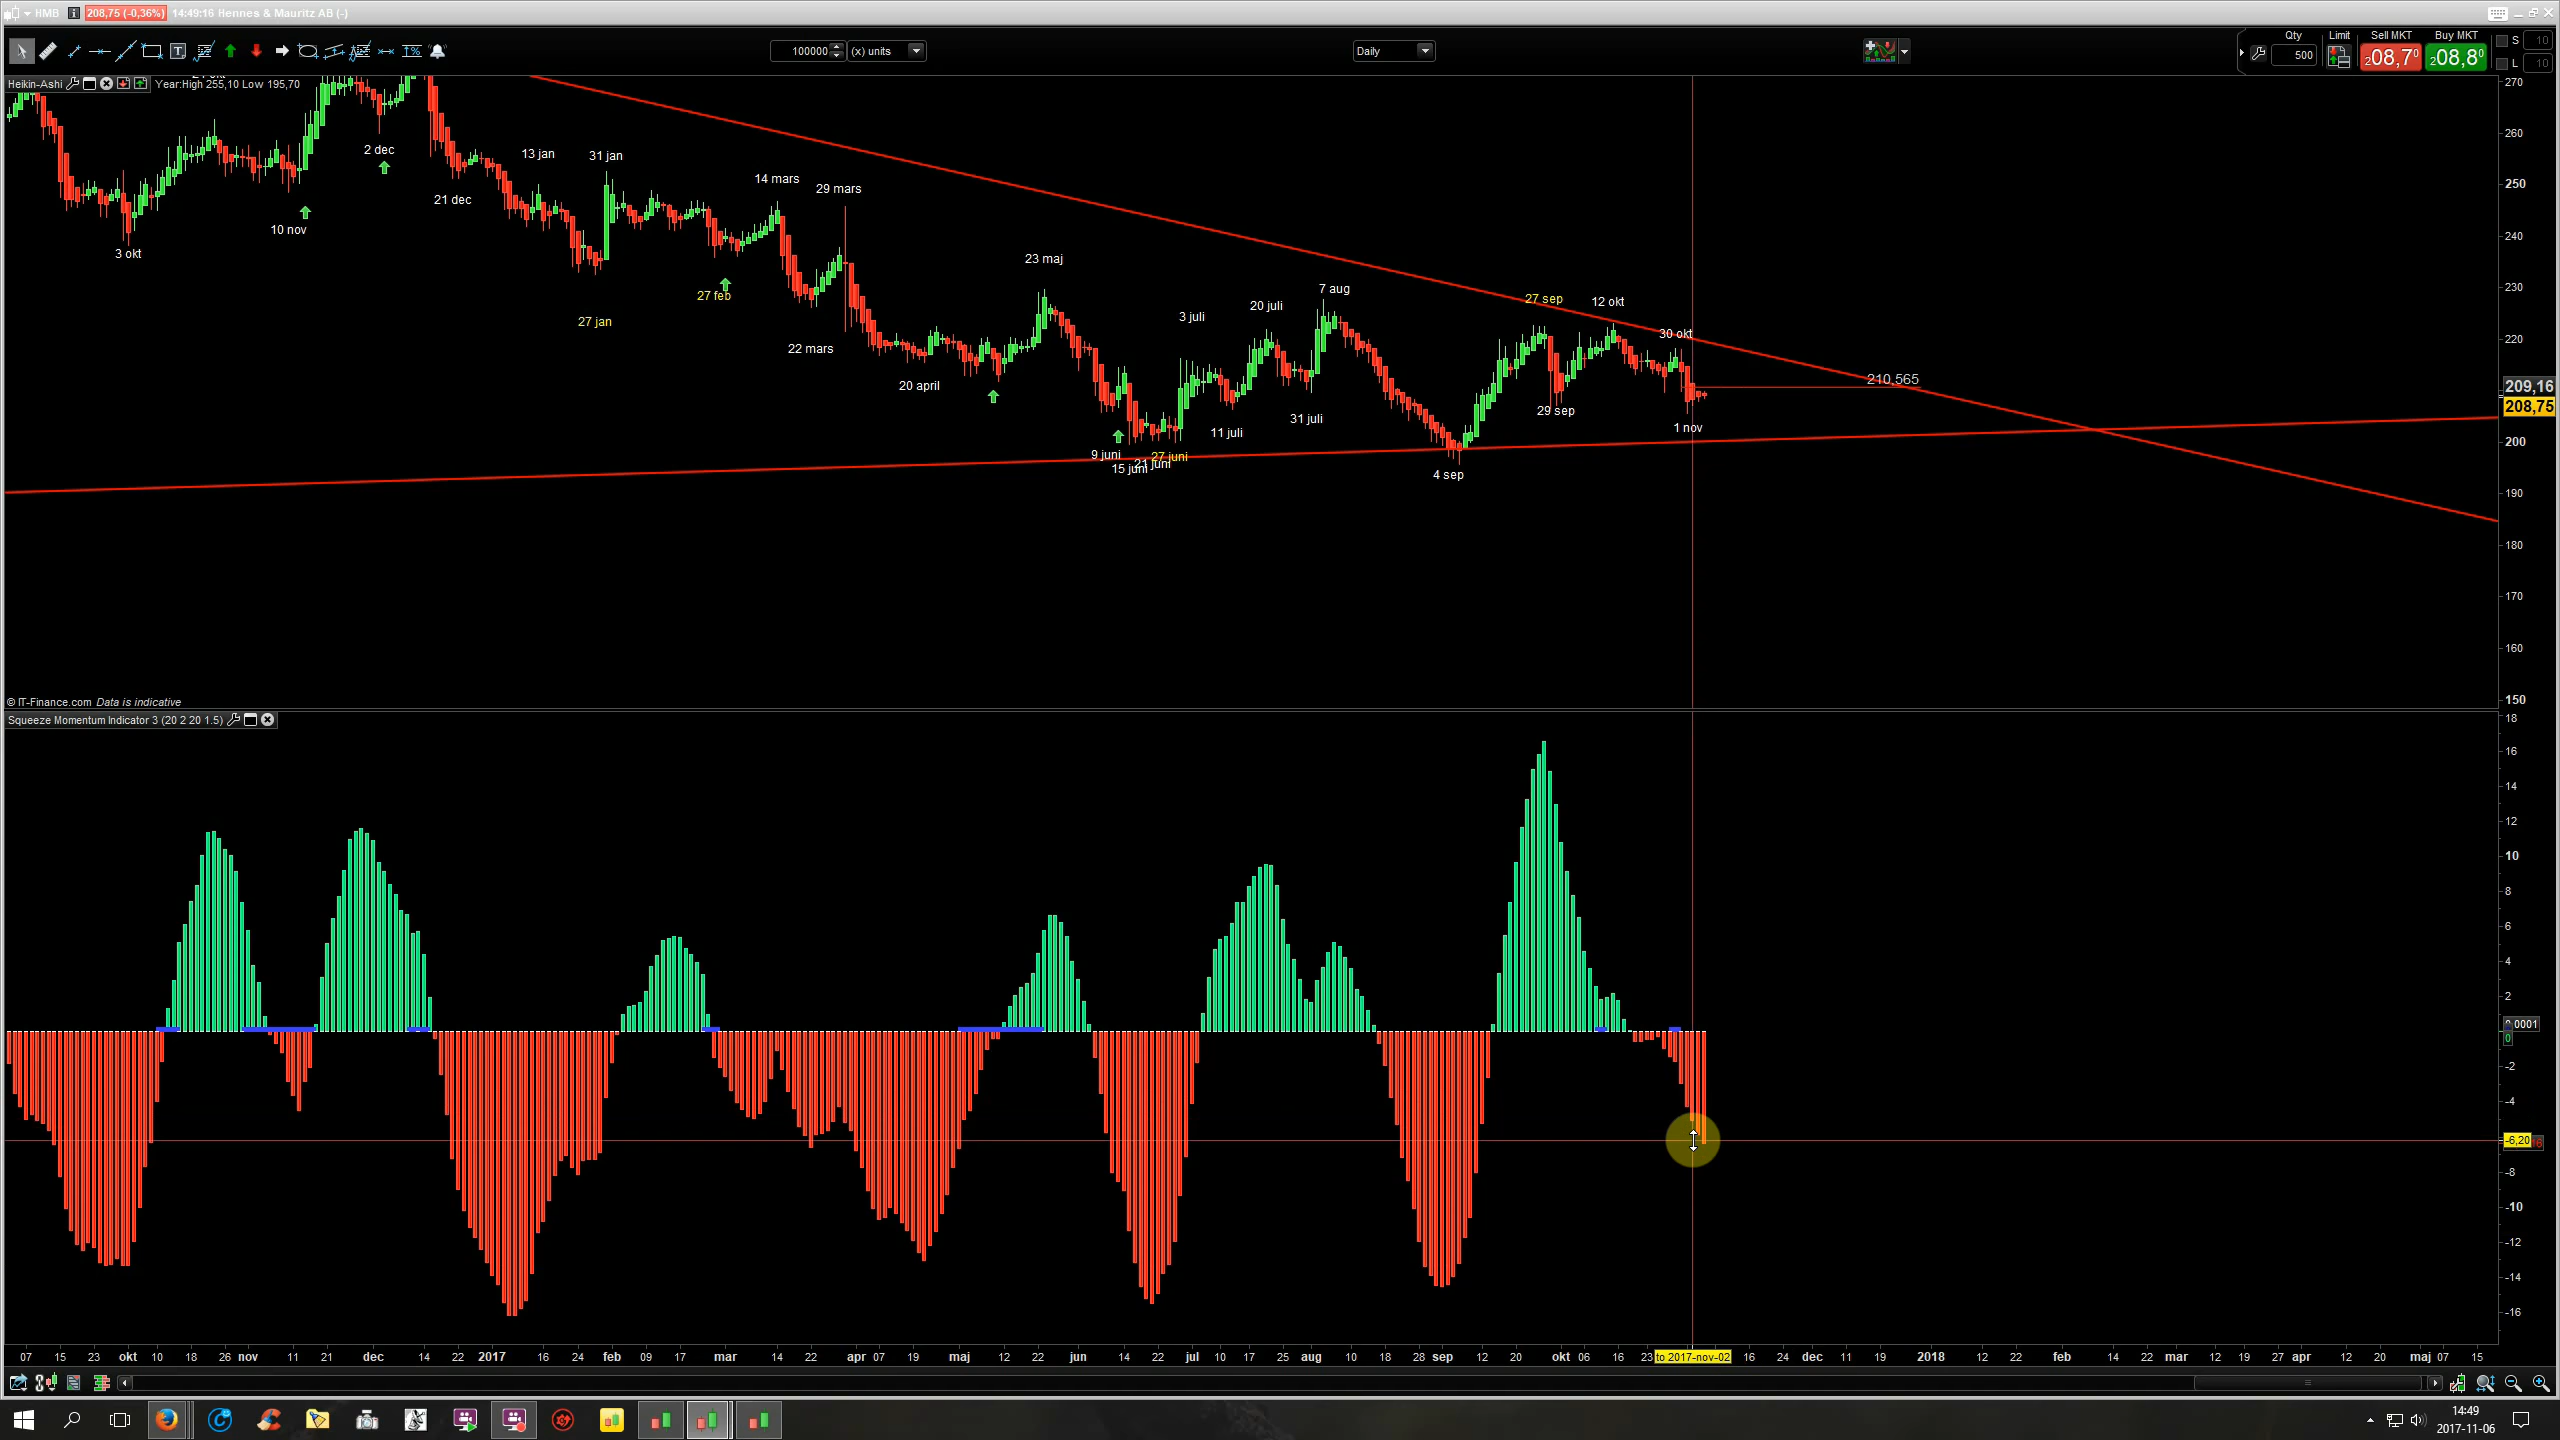 HMB 208,75 (-0,36%) 14:49:16 Hennes & Mauritz AB (-)
100000 (x) units Daily
Qty Limit Sell MKT Buy MKT S 10
500 208,7⁰ 208,8⁰ L 10
Heikin-Ashi Year:High 255,10 Low 195,70
270
260
250
240
230
220
209,16
208,75
200
190
180
170
160
150
3 okt
10 nov
2 dec
21 dec
13 jan
27 jan
31 jan
27 feb
14 mars
22 mars
29 mars
20 april
23 maj
9 juni
15 juni
21 juni
27 juni
3 juli
11 juli
20 juli
31 juli
7 aug
4 sep
27 sep
29 sep
12 okt
30 okt
1 nov
210,565
© IT-Finance.com Data is indicative
Squeeze Momentum Indicator 3 (20 2 20 1.5)
18
16
14
12
10
8
6
4
2
0,0001
0
-2
-4
-6,20
-8
-10
-12
-14
-16
07 15 23 okt 10 18 26 nov 11 21 dec 14 22 2017 16 24 feb 09 17 mar 14 22 apr 07 19 maj 12 22 jun 14 22 jul 10 17 25 aug 10 18 28 sep 12 20 okt 06 16 23 to 2017-nov-02 16 24 dec 11 19 2018 12 22 feb 14 22 mar 12 19 27 apr 12 20 maj 07 15
14:49
2017-11-06